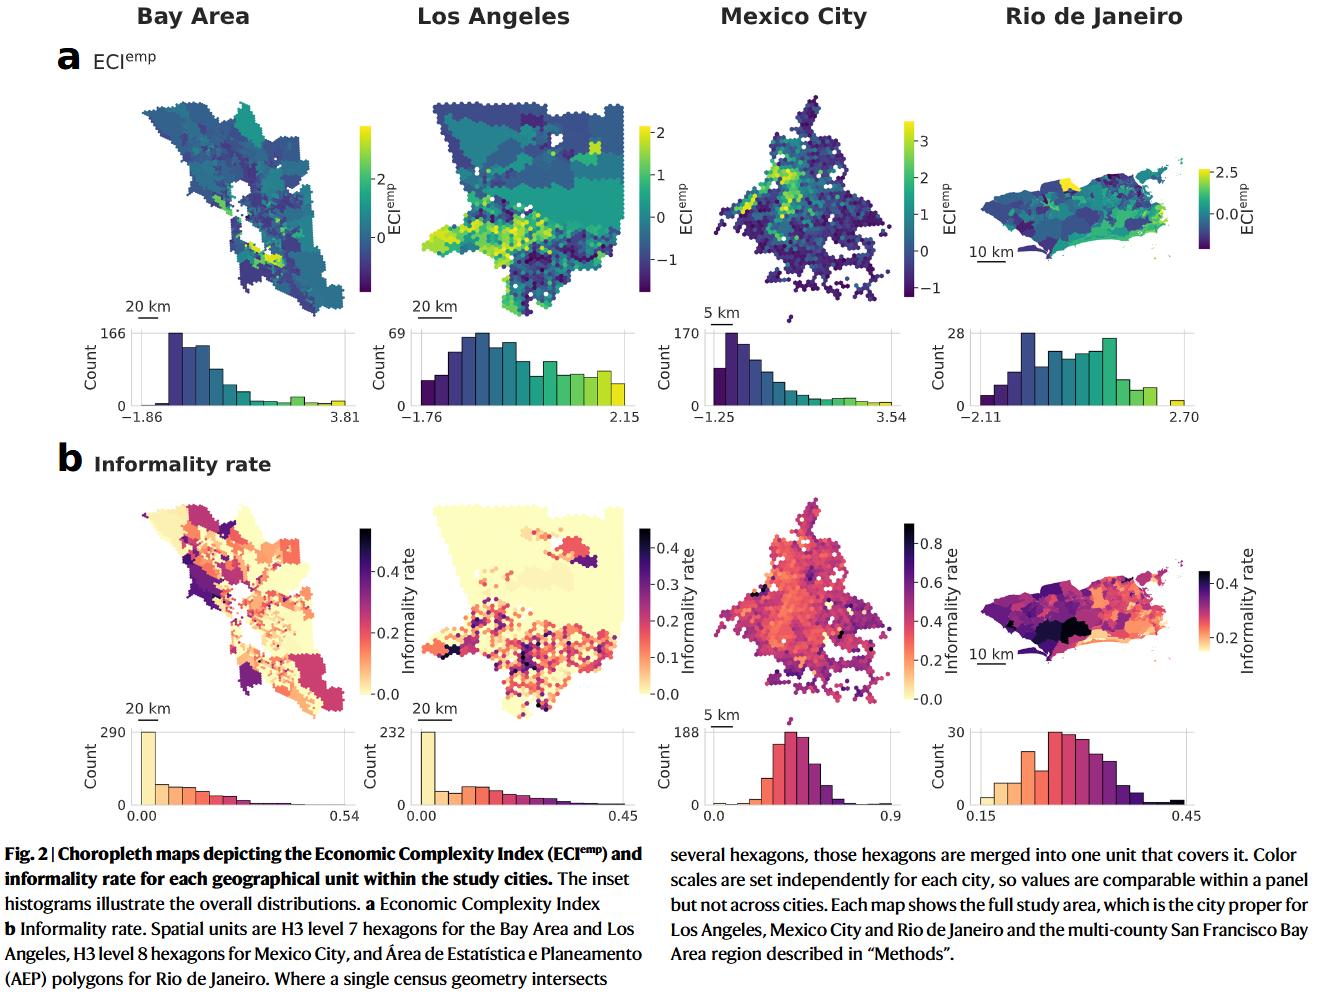 Bay Area
Los Angeles
Mexico City
Rio de Janeiro
a ECI^emp
2
0
ECI^emp
20 km
2
1
0
−1
ECI^emp
20 km
3
2
1
0
−1
ECI^emp
5 km
2.5
0.0
ECI^emp
10 km
166
0
Count
−1.86
3.81
69
0
Count
−1.76
2.15
170
0
Count
−1.25
3.54
28
0
Count
−2.11
2.70
b Informality rate
0.4
0.2
0.0
Informality rate
20 km
0.4
0.3
0.2
0.1
0.0
Informality rate
20 km
0.8
0.6
0.4
0.2
0.0
Informality rate
5 km
0.4
0.2
Informality rate
10 km
290
0
Count
0.00
0.54
232
0
Count
0.00
0.45
188
0
Count
0.0
0.9
30
0
Count
0.15
0.45
Fig. 2 | Choropleth maps depicting the Economic Complexity Index (ECI^emp) and
informality rate for each geographical unit within the study cities. The inset
histograms illustrate the overall distributions. a Economic Complexity Index
b Informality rate. Spatial units are H3 level 7 hexagons for the Bay Area and Los
Angeles, H3 level 8 hexagons for Mexico City, and Área de Estatística e Planeamento
(AEP) polygons for Rio de Janeiro. Where a single census geometry intersects
several hexagons, those hexagons are merged into one unit that covers it. Color
scales are set independently for each city, so values are comparable within a panel
but not across cities. Each map shows the full study area, which is the city proper for
Los Angeles, Mexico City and Rio de Janeiro and the multi-county San Francisco Bay
Area region described in “Methods”.